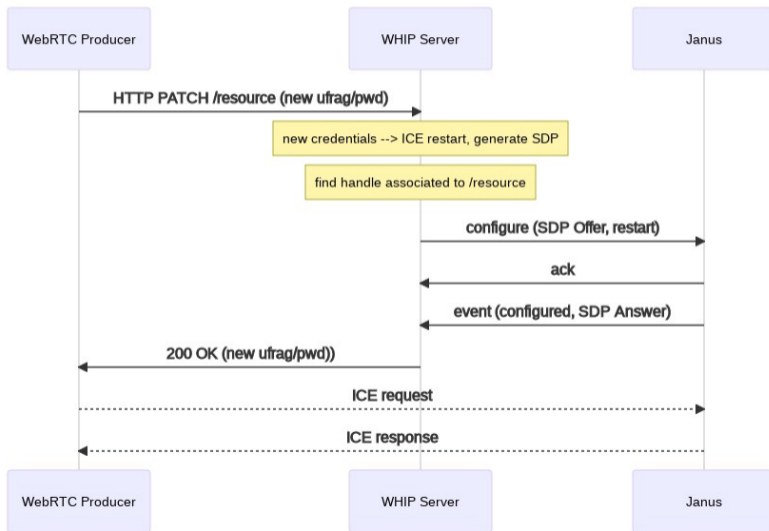 WebRTC Producer
WHIP Server
Janus
HTTP PATCH /resource (new ufrag/pwd)
new credentials --> ICE restart, generate SDP
find handle associated to /resource
configure (SDP Offer, restart)
ack
event (configured, SDP Answer)
200 OK (new ufrag/pwd))
ICE request
ICE response
WebRTC Producer
WHIP Server
Janus